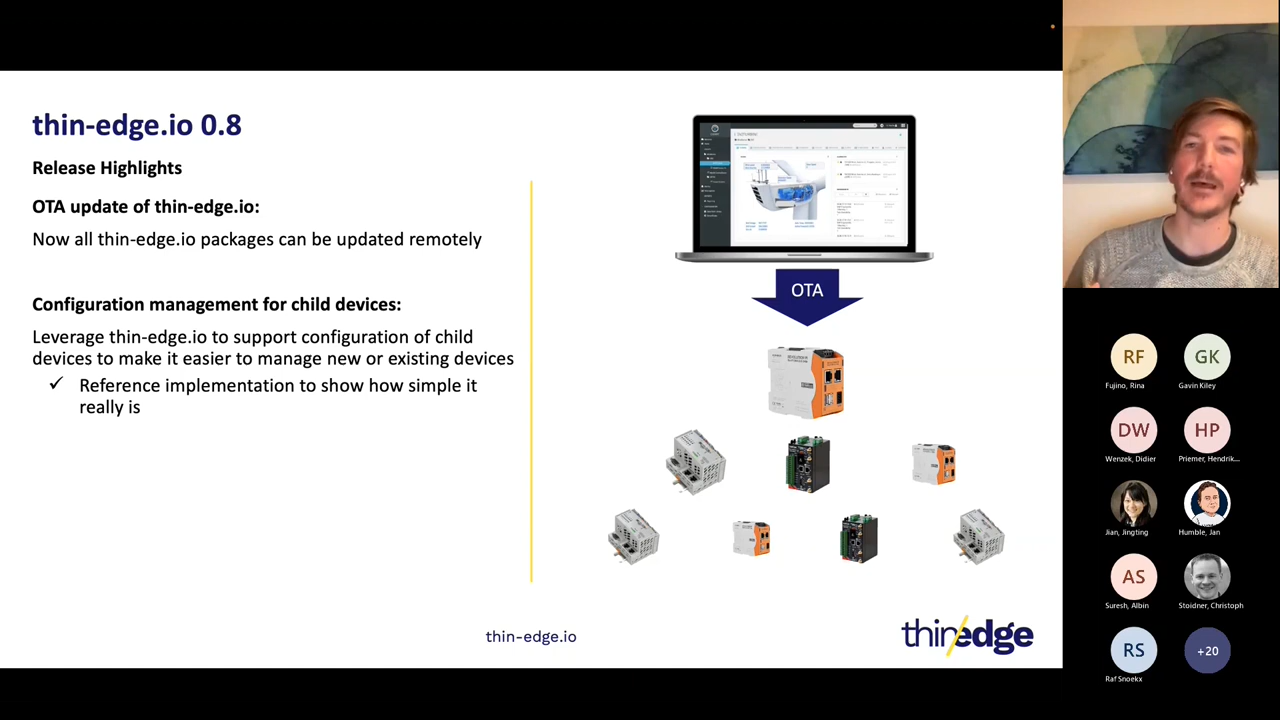 thin-edge.io 0.8
Release Highlights
OTA update of thin-edge.io:
Now all thin-edge.io packages can be updated remotely
Configuration management for child devices:
Leverage thin-edge.io to support configuration of child
devices to make it easier to manage new or existing devices
✓ Reference implementation to show how simple it
really is
OTA
thin-edge.io
thin/edge
RF
Fujino, Rina
GK
Gavin Kiley
DW
Wenzek, Didier
HP
Priemer, Hendrik...
Jian, Jingting
Humble, Jan
AS
Suresh, Albin
Stoidner, Christoph
RS
Raf Snoekx
+20